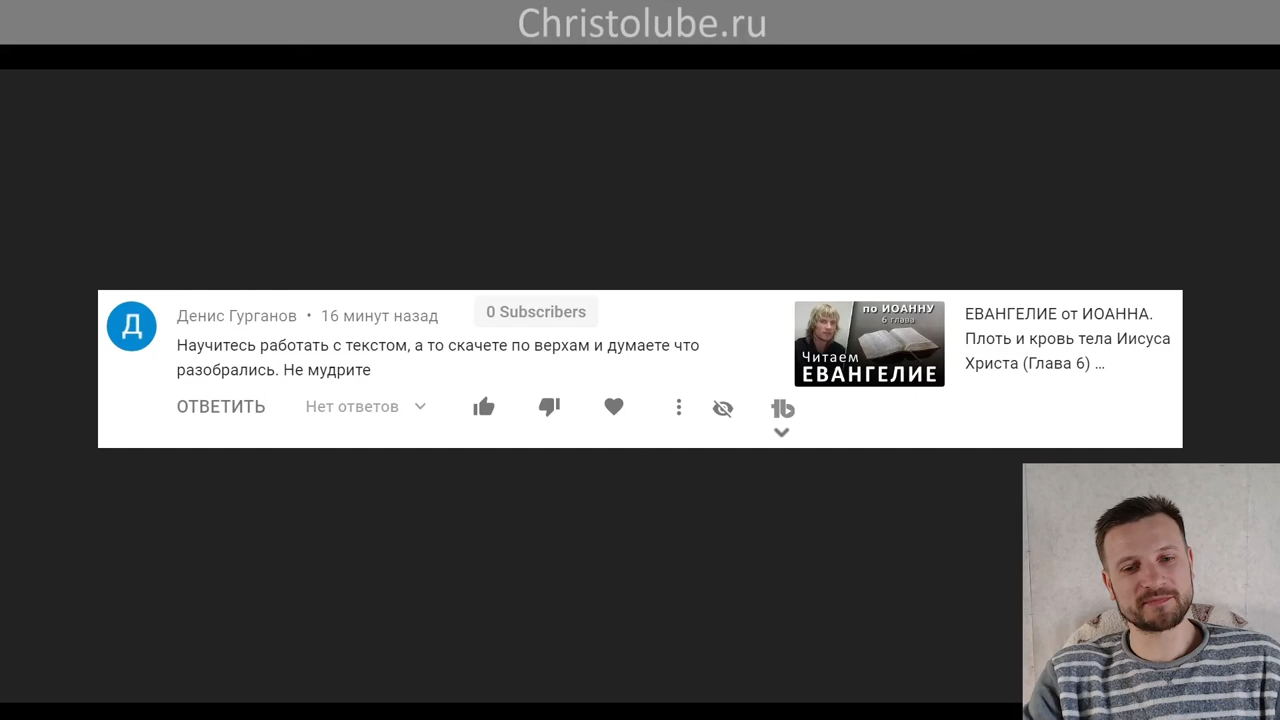 Christolube.ru
Денис Гурганов • 16 минут назад
0 Subscribers
Научитесь работать с текстом, а то скачете по верхам и думаете что
разобрались. Не мудрите
ОТВЕТИТЬ
Нет ответов
по ИОАННУ
6 глава
Читаем
ЕВАНГЕЛИЕ
ЕВАНГЕЛИЕ от ИОАННА.
Плоть и кровь тела Иисуса
Христа (Глава 6) ...